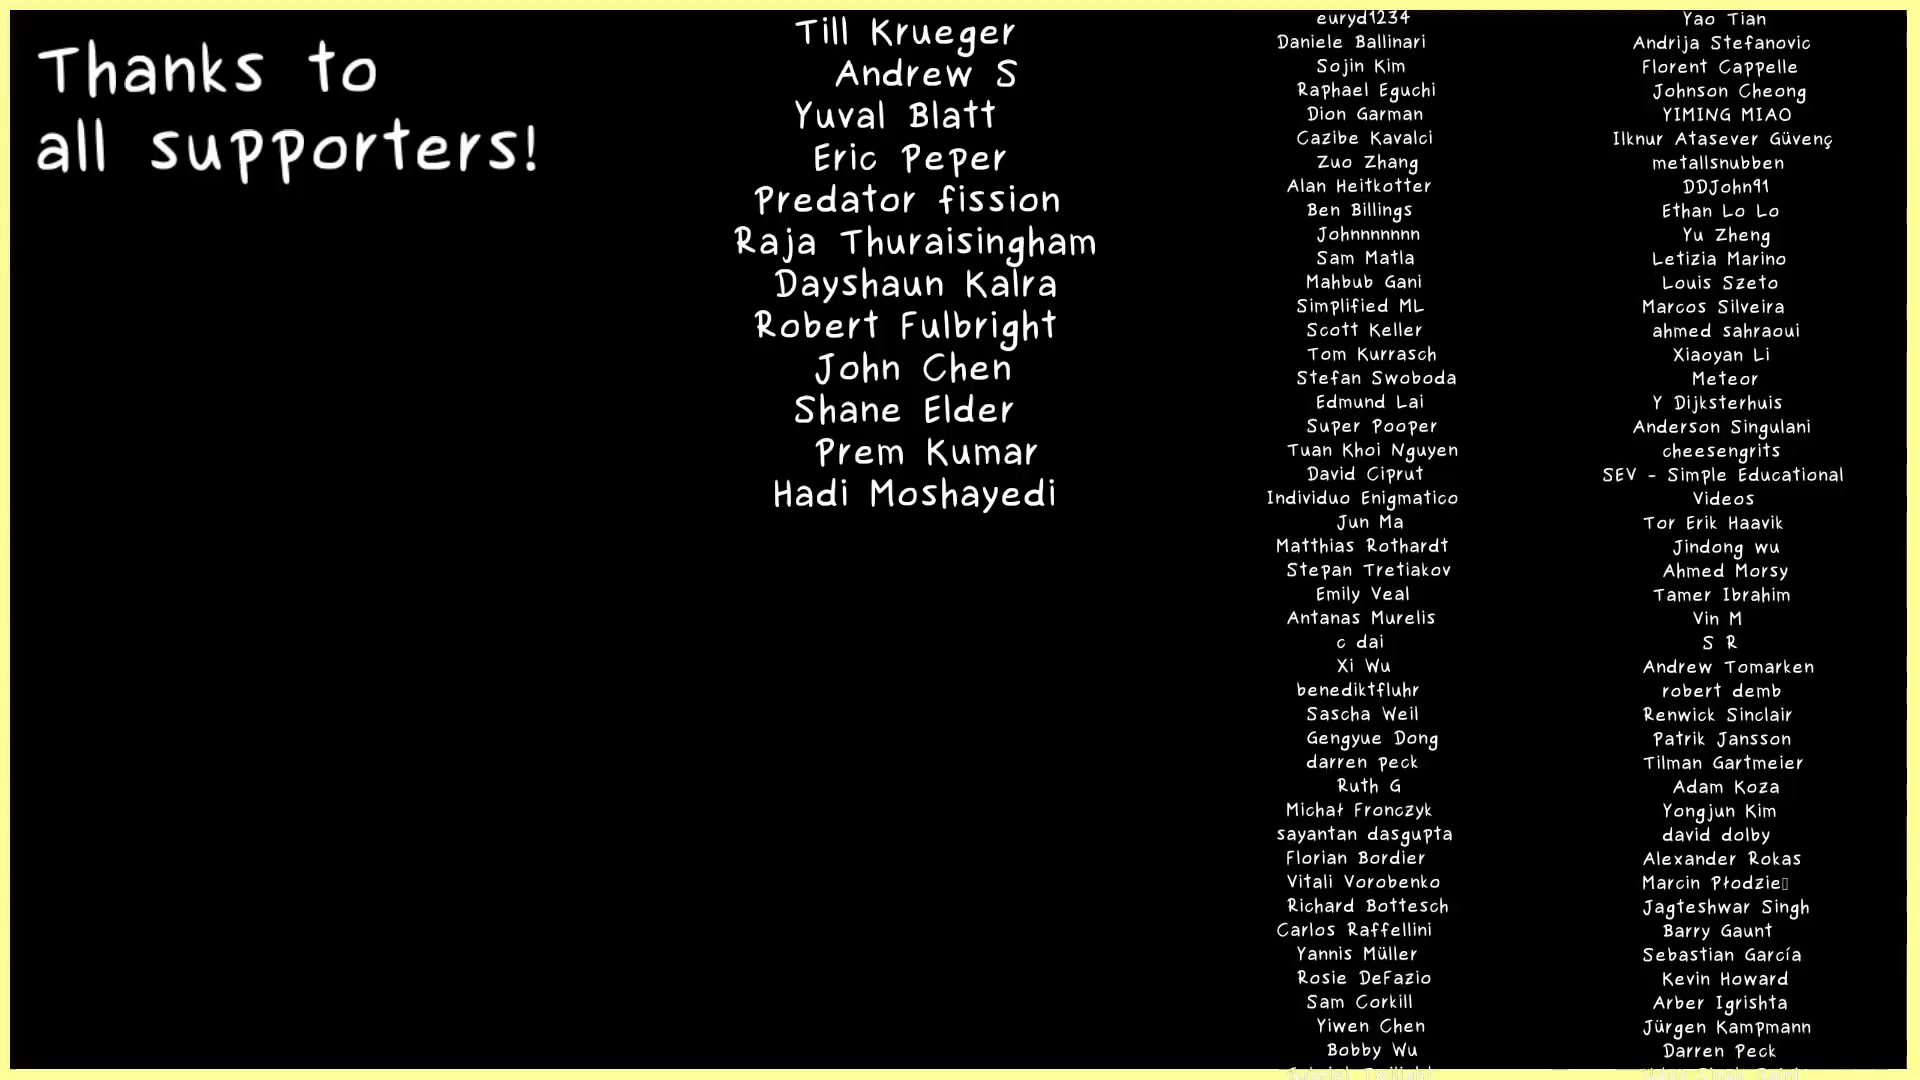 Thanks to
all supporters!
Till Krueger
Andrew S
Yuval Blatt
Eric Peper
Predator fission
Raja Thuraisingham
Dayshaun Kalra
Robert Fulbright
John Chen
Shane Elder
Prem Kumar
Hadi Moshayedi
euryd1234
Daniele Ballinari
Sojin Kim
Raphael Eguchi
Dion Garman
Cazibe Kavalci
Zuo Zhang
Alan Heitkotter
Ben Billings
Johnnnnnnn
Sam Matla
Mahbub Gani
Simplified ML
Scott Keller
Tom Kurrasch
Stefan Swoboda
Edmund Lai
Super Pooper
Tuan Khoi Nguyen
David Ciprut
Individuo Enigmatico
Jun Ma
Matthias Rothardt
Stepan Tretiakov
Emily Veal
Antanas Murelis
c dai
Xi Wu
benediktfluhr
Sascha Weil
Gengyue Dong
darren peck
Ruth G
Michał Fronczyk
sayantan dasgupta
Florian Bordier
Vitali Vorobenko
Richard Bottesch
Carlos Raffellini
Yannis Müller
Rosie DeFazio
Sam Corkill
Yiwen Chen
Bobby Wu
Yao Tian
Andrija Stefanovic
Florent Cappelle
Johnson Cheong
YIMING MIAO
Ilknur Atasever Güvenç
metallsnubben
DDJohn91
Ethan Lo Lo
Yu Zheng
Letizia Marino
Louis Szeto
Marcos Silveira
ahmed sahraoui
Xiaoyan Li
Meteor
Y Dijksterhuis
Anderson Singulani
cheesengrits
SEV - Simple Educational
Videos
Tor Erik Haavik
Jindong wu
Ahmed Morsy
Tamer Ibrahim
Vin M
S R
Andrew Tomarken
robert demb
Renwick Sinclair
Patrik Jansson
Tilman Gartmeier
Adam Koza
Yongjun Kim
david dolby
Alexander Rokas
Marcin Płodzie▯
Jagteshwar Singh
Barry Gaunt
Sebastian García
Kevin Howard
Arber Igrishta
Jürgen Kampmann
Darren Peck